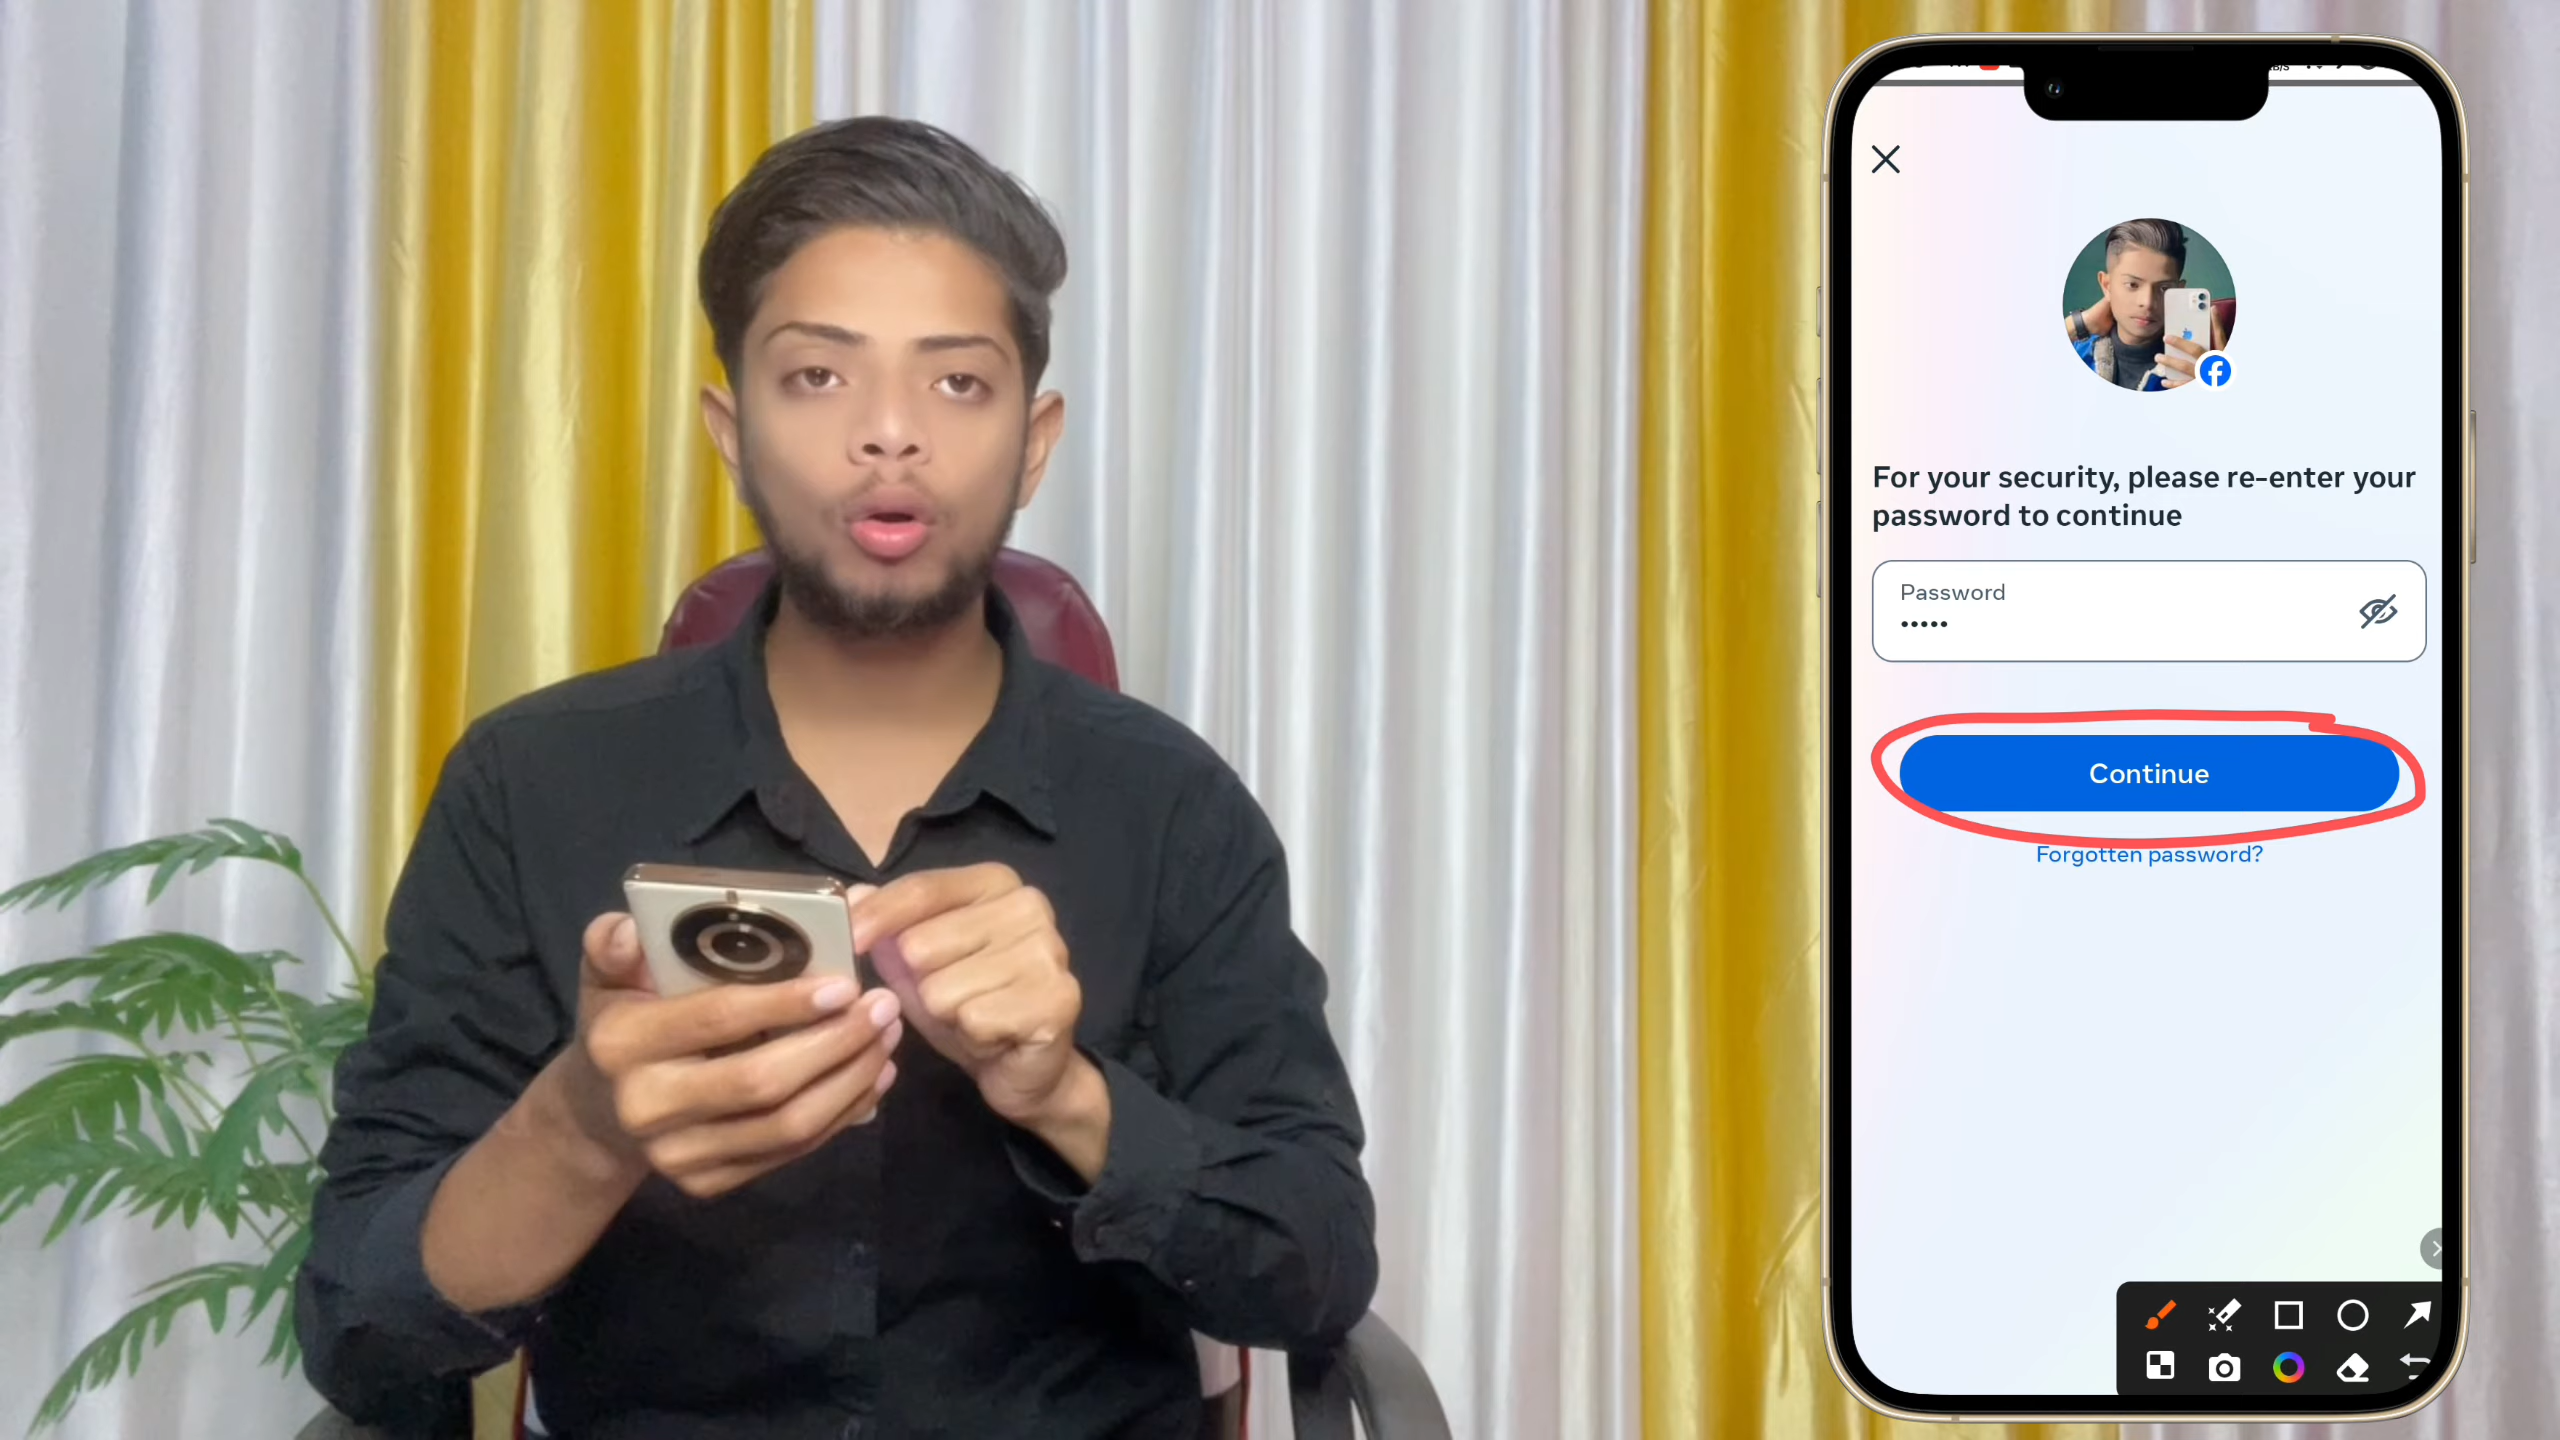 For your security, please re-enter your
password to continue
Password
•••••
Continue
Forgotten password?